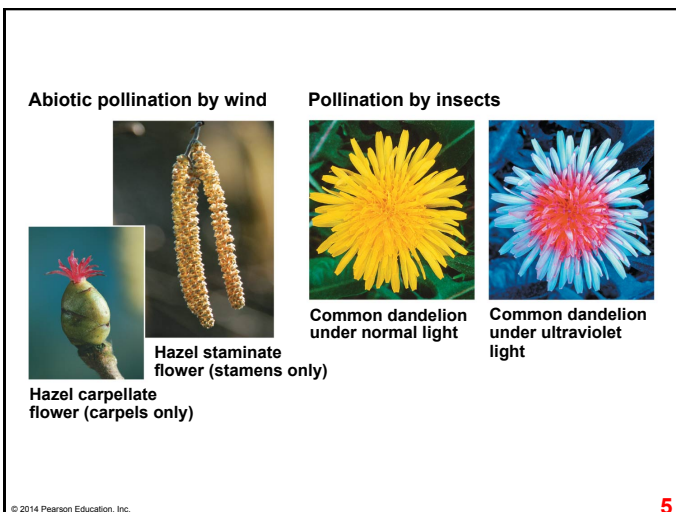 Abiotic pollination by wind
Pollination by insects
Common dandelion
under normal light
Common dandelion
under ultraviolet
light
Hazel staminate
flower (stamens only)
Hazel carpellate
flower (carpels only)
© 2014 Pearson Education, Inc.
5